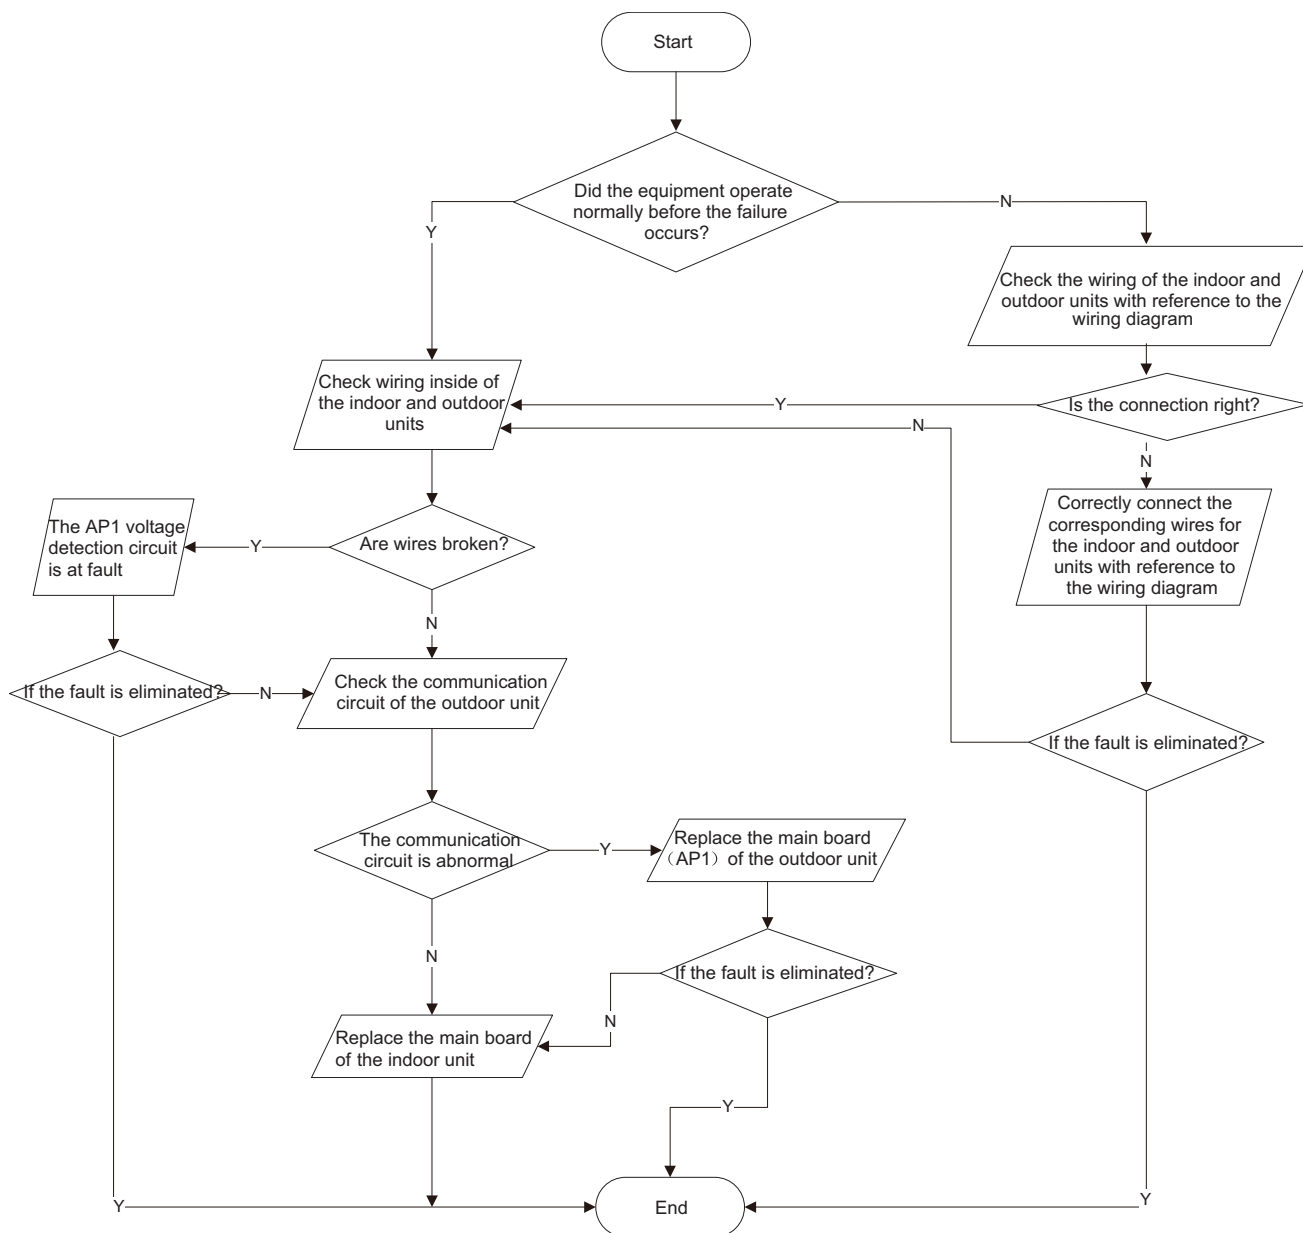 Start
Did the equipment operate
normally before the failure
occurs?
N
Y
Check the wiring of the indoor and
outdoor units with reference to the
wiring diagram
Check wiring inside of
the indoor and outdoor
units
Y
Is the connection right?
N
N
The AP1 voltage
detection circuit
is at fault
Y
Are wires broken?
Correctly connect the
corresponding wires for
the indoor and outdoor
units with reference to
the wiring diagram
N
If the fault is eliminated?
N
Check the communication
circuit of the outdoor unit
If the fault is eliminated?
The communication
circuit is abnormal
Y
Replace the main board
（AP1）of the outdoor unit
N
If the fault is eliminated?
N
Replace the main board
of the indoor unit
Y
Y
End
Y